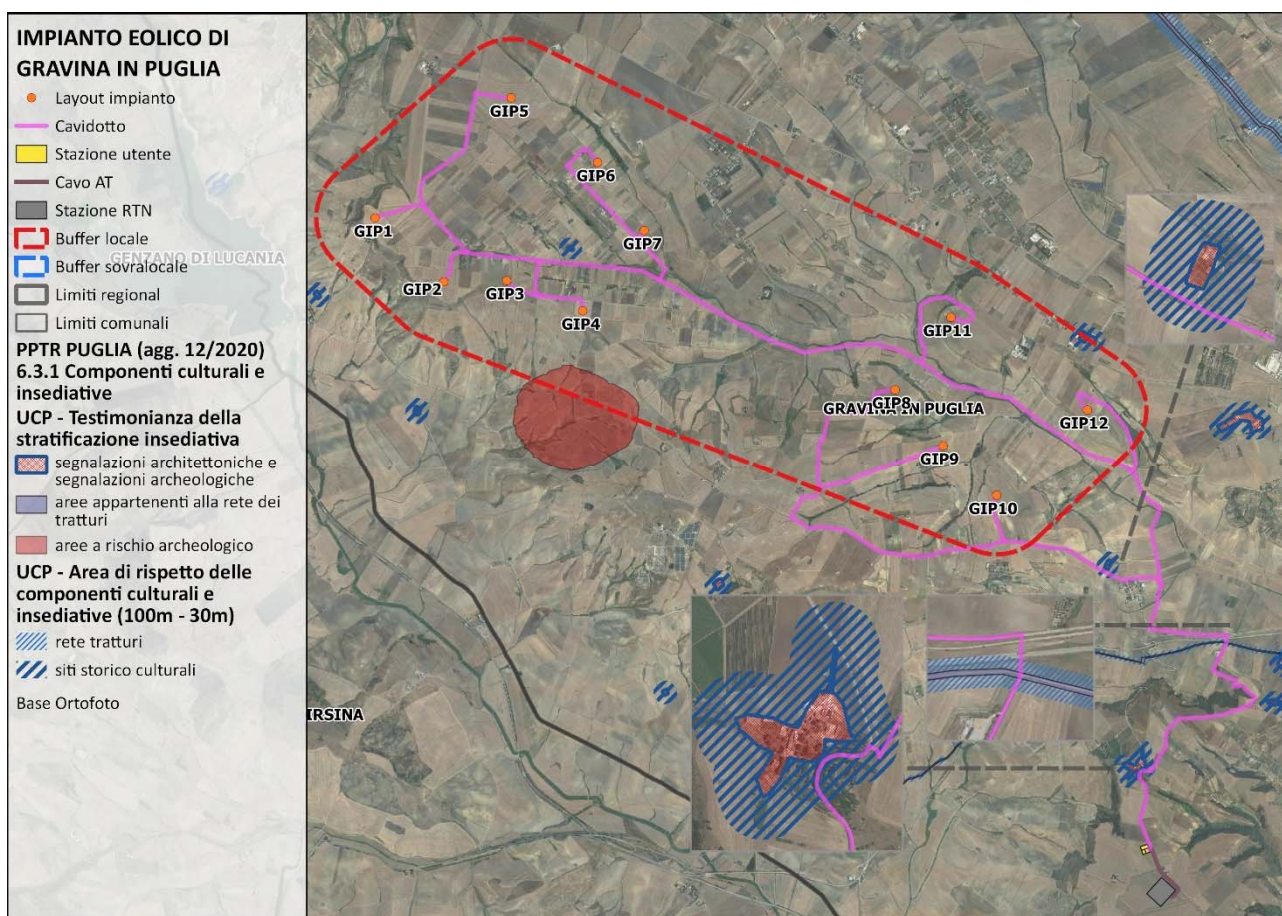 IMPIANTO EOLICO DI
GRAVINA IN PUGLIA
Layout impianto
Cavidotto
Stazione utente
Cavo AT
Stazione RTN
Buffer locale
Buffer sovralocale
Limiti regional
Limiti comunali
PPTR PUGLIA (agg. 12/2020)
6.3.1 Componenti culturali e
insediative
UCP - Testimonianza della
stratificazione insediativa
segnalazioni architettoniche e
segnalazioni archeologiche
aree appartenenti alla rete dei
tratturi
aree a rischio archeologico
UCP - Area di rispetto delle
componenti culturali e
insediative (100m - 30m)
rete tratturi
siti storico culturali
Base Ortofoto
GENZANO DI LUCANIA
GIP5
GIP6
GIP1
GIP7
GIP2
GIP3
GIP4
GIP11
GIP8
GRAVINA IN PUGLIA
GIP12
GIP9
GIP10
IRSINA